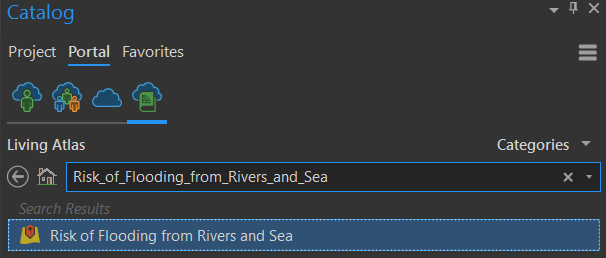 Catalog
Project Portal Favorites
Living Atlas Categories
Risk_of_Flooding_from_Rivers_and_Sea
Search Results
Risk of Flooding from Rivers and Sea